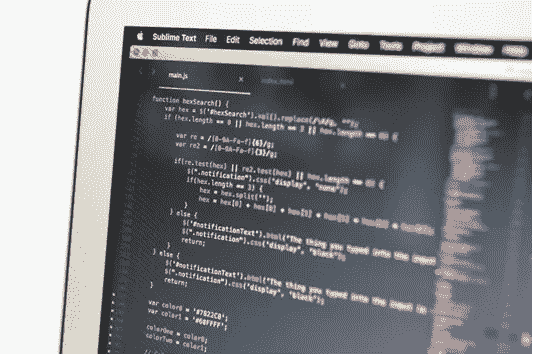 Sublime Text File Edit Selection Find View Goto Tools Project Window Help
main.js index.html
function hexSearch() {
var hex = $("#hexSearch").val().replace(/\#/g, "");
if (hex.length == 0 || hex.length == 3 || hex.length == 6) {
var re = /[0-9A-Fa-f]{6}/g;
var re2 = /[0-9A-Fa-f]{3}/g;
if(re.test(hex) || re2.test(hex) || hex.length == 0) {
$(".notification").css("display", "none");
if(hex.length == 3) {
hex = hex.split("");
hex = hex[0] + hex[0] + hex[1] + hex[1] + hex[2] + hex[2];
}
} else {
$("#notificationText").html("The thing you typed into the input
$(".notification").css("display", "block");
return;
}
} else {
$("#notificationText").html("The thing you typed into the input
$(".notification").css("display", "block");
return;
}
var color0 =
var color1 =
colorOne = color0;
colorTwo = color1;